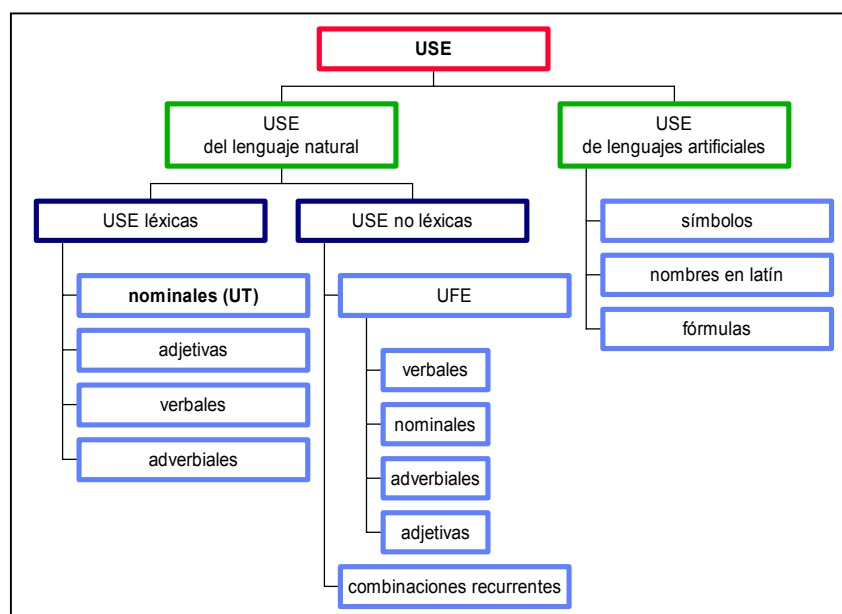 USE
USE
del lenguaje natural
USE
de lenguajes artificiales
USE léxicas
USE no léxicas
símbolos
nombres en latín
fórmulas
nominales (UT)
adjetivas
verbales
adverbiales
UFE
verbales
nominales
adverbiales
adjetivas
combinaciones recurrentes